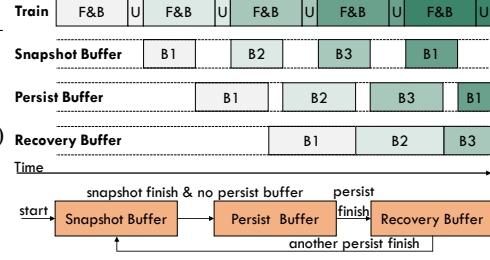 Train F&B U F&B U F&B U F&B U F&B U
Snapshot Buffer B1 B2 B3 B1
Persist Buffer B1 B2 B3 B1
) Recovery Buffer B1 B2 B3
Time
snapshot finish & no persist buffer persist
start Snapshot Buffer Persist Buffer finish Recovery Buffer
another persist finish